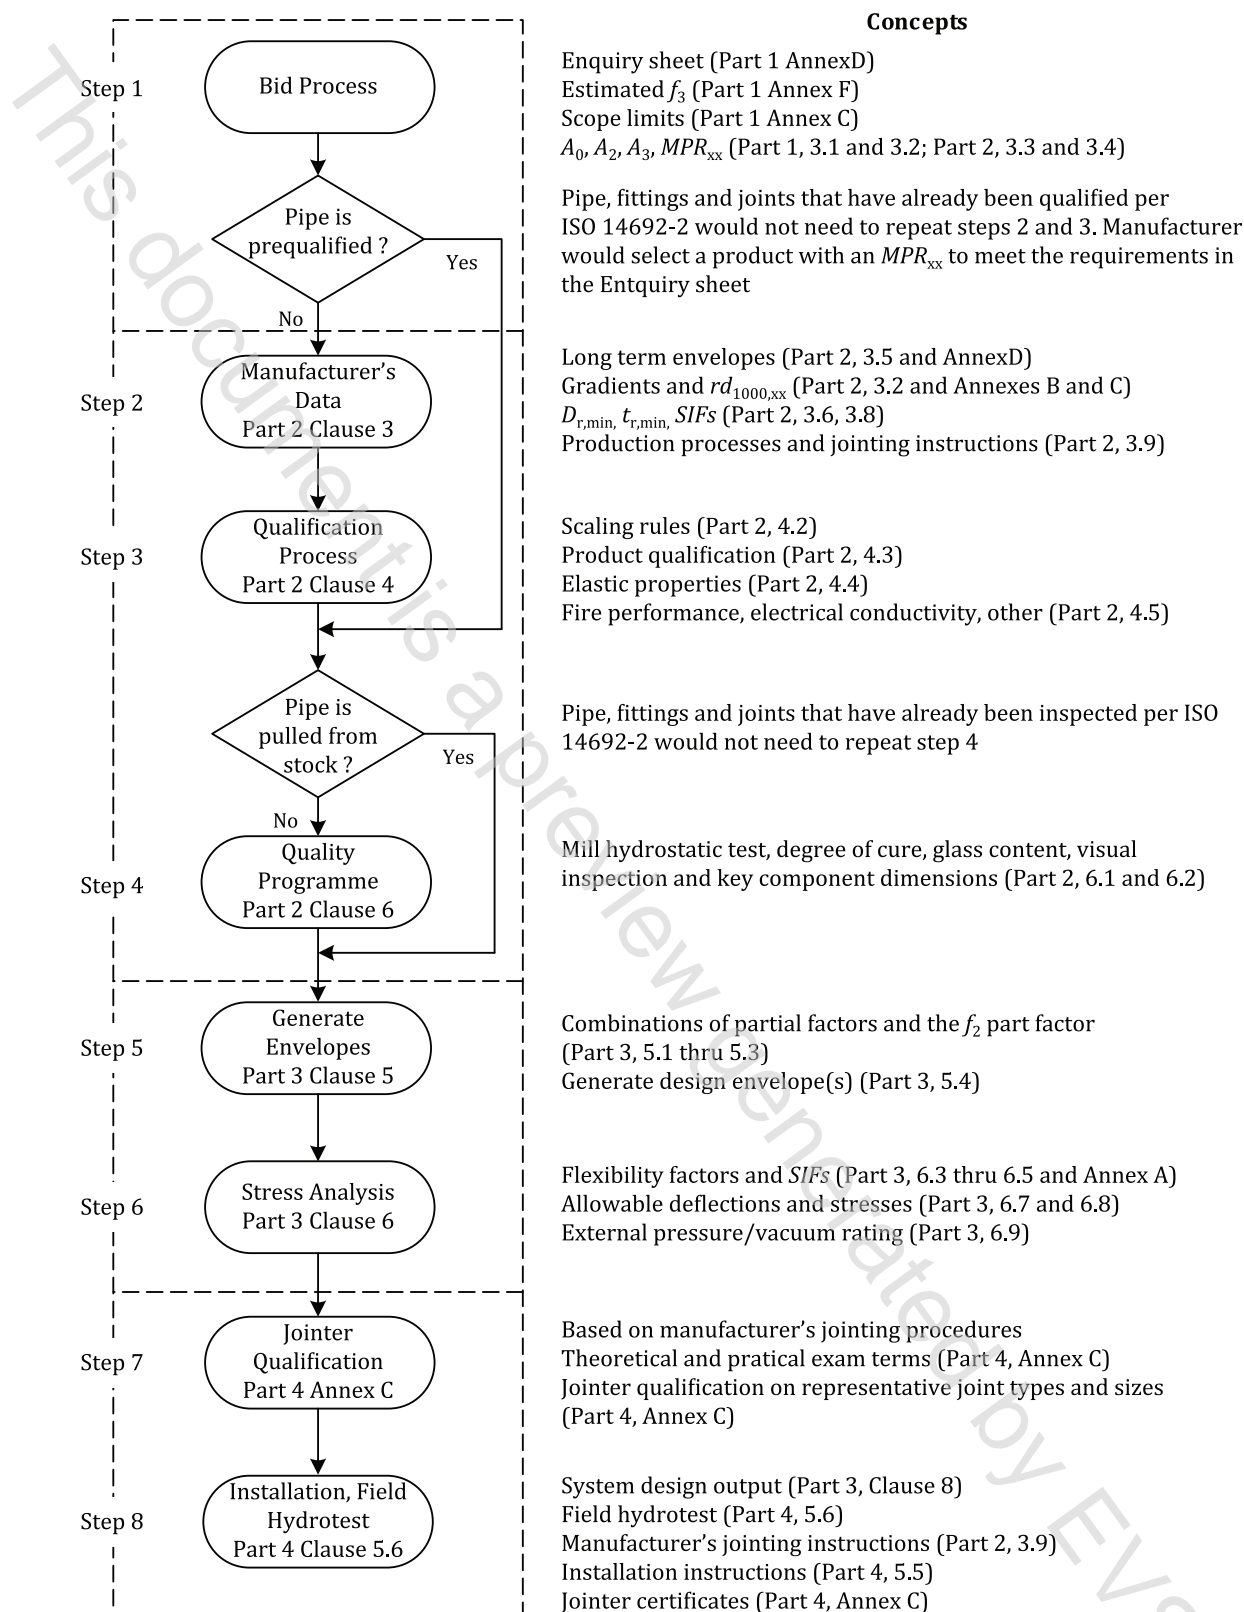 Concepts
Step 1
Bid Process
Enquiry sheet (Part 1 AnnexD)
Estimated f3 (Part 1 Annex F)
Scope limits (Part 1 Annex C)
A0, A2, A3, MPRxx (Part 1, 3.1 and 3.2; Part 2, 3.3 and 3.4)
Pipe is
prequalified ?
Yes
No
Pipe, fittings and joints that have already been qualified per
ISO 14692-2 would not need to repeat steps 2 and 3. Manufacturer
would select a product with an MPRxx to meet the requirements in
the Entquiry sheet
Step 2
Manufacturer's
Data
Part 2 Clause 3
Long term envelopes (Part 2, 3.5 and AnnexD)
Gradients and rd1000,xx (Part 2, 3.2 and Annexes B and C)
Dr,min, tr,min, SIFs (Part 2, 3.6, 3.8)
Production processes and jointing instructions (Part 2, 3.9)
Step 3
Qualification
Process
Part 2 Clause 4
Scaling rules (Part 2, 4.2)
Product qualification (Part 2, 4.3)
Elastic properties (Part 2, 4.4)
Fire performance, electrical conductivity, other (Part 2, 4.5)
Pipe is
pulled from
stock ?
Yes
No
Pipe, fittings and joints that have already been inspected per ISO
14692-2 would not need to repeat step 4
Step 4
Quality
Programme
Part 2 Clause 6
Mill hydrostatic test, degree of cure, glass content, visual
inspection and key component dimensions (Part 2, 6.1 and 6.2)
Step 5
Generate
Envelopes
Part 3 Clause 5
Combinations of partial factors and the f2 part factor
(Part 3, 5.1 thru 5.3)
Generate design envelope(s) (Part 3, 5.4)
Step 6
Stress Analysis
Part 3 Clause 6
Flexibility factors and SIFs (Part 3, 6.3 thru 6.5 and Annex A)
Allowable deflections and stresses (Part 3, 6.7 and 6.8)
External pressure/vacuum rating (Part 3, 6.9)
Step 7
Jointer
Qualification
Part 4 Annex C
Based on manufacturer's jointing procedures
Theoretical and pratical exam terms (Part 4, Annex C)
Jointer qualification on representative joint types and sizes
(Part 4, Annex C)
Step 8
Installation, Field
Hydrotest
Part 4 Clause 5.6
System design output (Part 3, Clause 8)
Field hydrotest (Part 4, 5.6)
Manufacturer's jointing instructions (Part 2, 3.9)
Installation instructions (Part 4, 5.5)
Jointer certificates (Part 4, Annex C)
This document is a preview generated by EVS